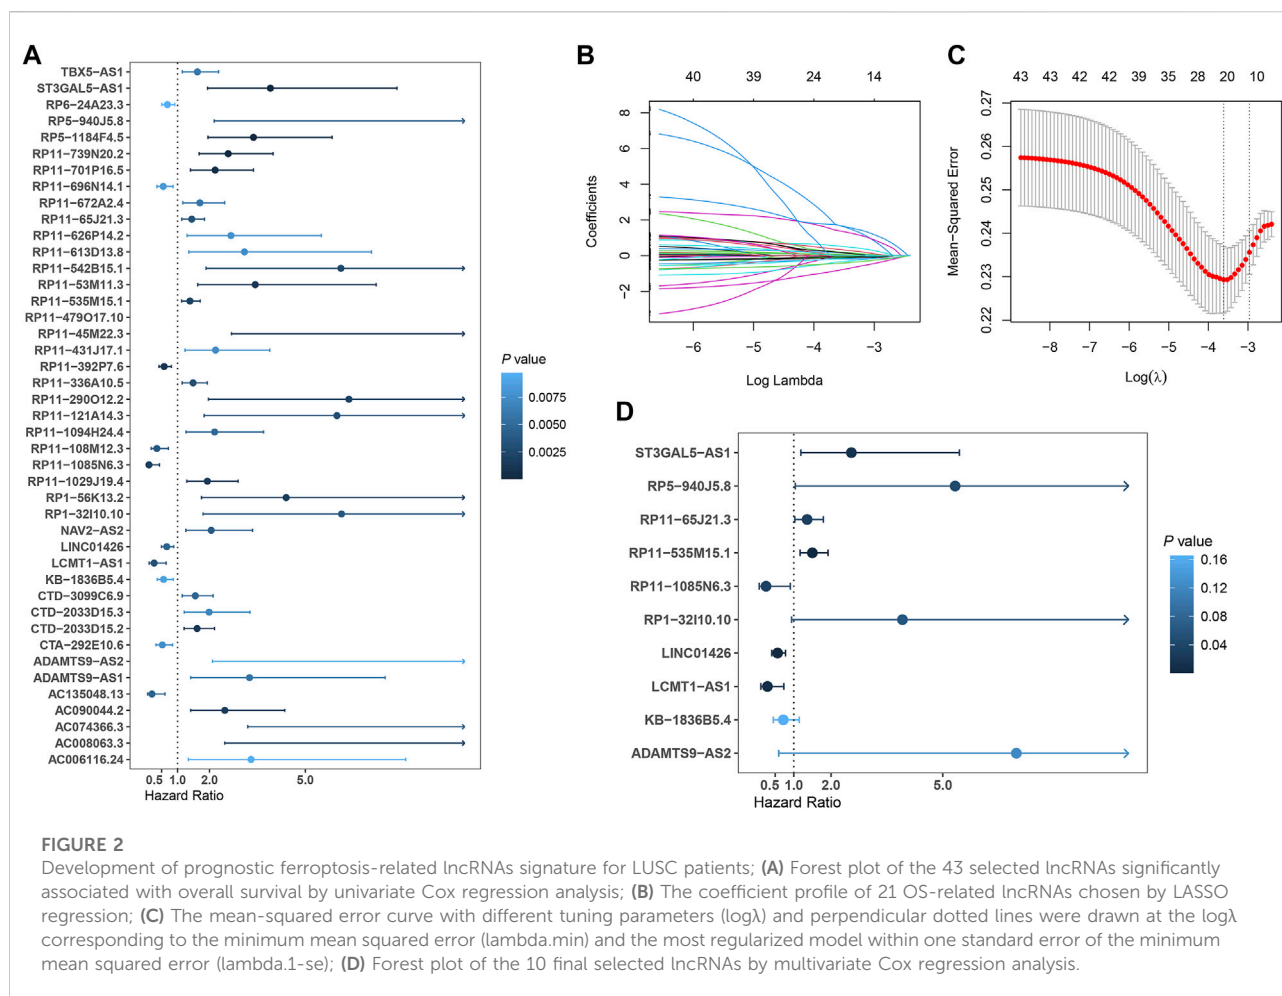 A
TBX5−AS1
ST3GAL5−AS1
RP6−24A23.3
RP5−940J5.8
RP5−1184F4.5
RP11−739N20.2
RP11−701P16.5
RP11−696N14.1
RP11−672A2.4
RP11−65J21.3
RP11−626P14.2
RP11−613D13.8
RP11−542B15.1
RP11−53M11.3
RP11−535M15.1
RP11−479O17.10
RP11−45M22.3
RP11−431J17.1
RP11−392P7.6
RP11−336A10.5
RP11−290O12.2
RP11−121A14.3
RP11−1094H24.4
RP11−108M12.3
RP11−1085N6.3
RP11−1029J19.4
RP1−56K13.2
RP1−32I10.10
NAV2−AS2
LINC01426
LCMT1−AS1
KB−1836B5.4
CTD−3099C6.9
CTD−2033D15.3
CTD−2033D15.2
CTA−292E10.6
ADAMTS9−AS2
ADAMTS9−AS1
AC135048.13
AC090044.2
AC074366.3
AC008063.3
AC006116.24
0.5 1.0 2.0 5.0
Hazard Ratio
P value
0.0075
0.0050
0.0025
B
40 39 24 14
8
6
4
2
0
−2
Coefficients
−6 −5 −4 −3
Log Lambda
C
43 43 42 42 39 35 28 20 10
0.27
0.26
0.25
0.24
0.23
0.22
Mean−Squared Error
−8 −7 −6 −5 −4 −3
Log(λ)
D
ST3GAL5−AS1
RP5−940J5.8
RP11−65J21.3
RP11−535M15.1
RP11−1085N6.3
RP1−32I10.10
LINC01426
LCMT1−AS1
KB−1836B5.4
ADAMTS9−AS2
0.5 1.0 2.0 5.0
Hazard Ratio
P value
0.16
0.12
0.08
0.04
FIGURE 2
Development of prognostic ferroptosis-related lncRNAs signature for LUSC patients; (A) Forest plot of the 43 selected lncRNAs significantly
associated with overall survival by univariate Cox regression analysis; (B) The coefficient profile of 21 OS-related lncRNAs chosen by LASSO
regression; (C) The mean-squared error curve with different tuning parameters (logλ) and perpendicular dotted lines were drawn at the logλ
corresponding to the minimum mean squared error (lambda.min) and the most regularized model within one standard error of the minimum
mean squared error (lambda.1-se); (D) Forest plot of the 10 final selected lncRNAs by multivariate Cox regression analysis.